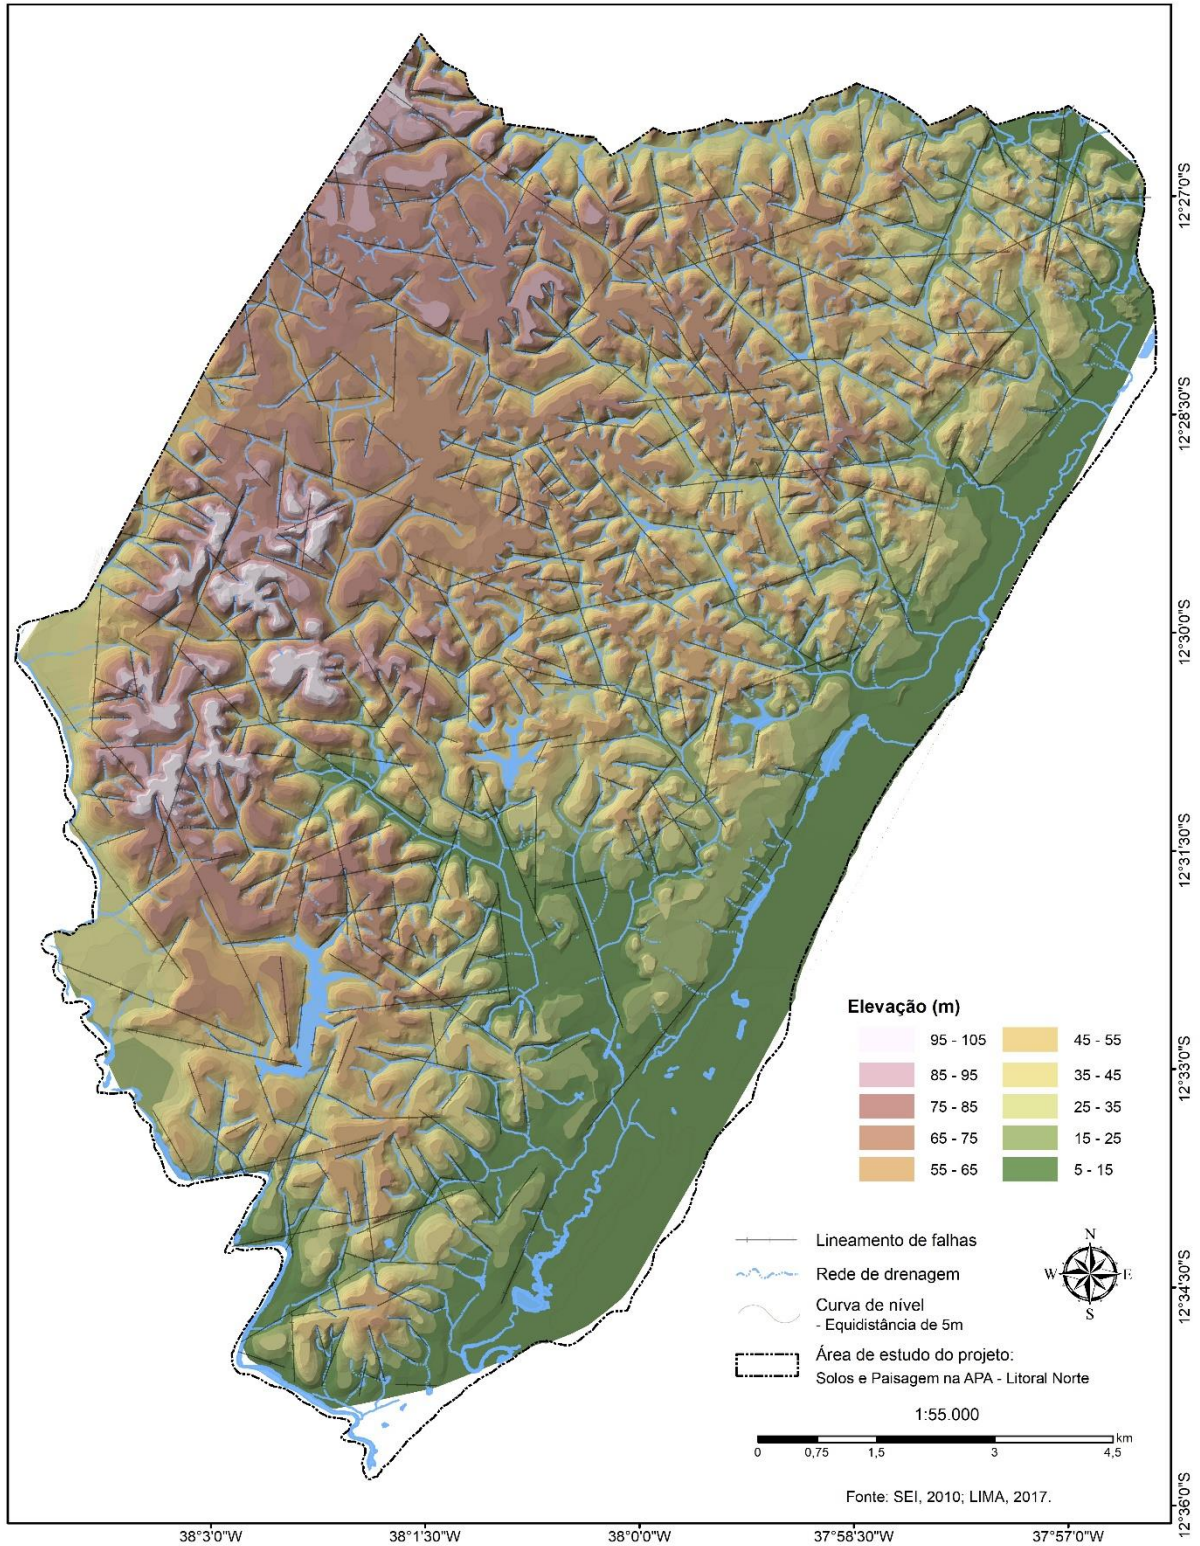 Elevação (m)
95 - 105
85 - 95
75 - 85
65 - 75
55 - 65
45 - 55
35 - 45
25 - 35
15 - 25
5 - 15
Lineamento de falhas
Rede de drenagem
Curva de nível
- Equidistância de 5m
Área de estudo do projeto:
Solos e Paisagem na APA - Litoral Norte
N
W
E
S
1:55.000
km
0 0,75 1,5 3 4,5
Fonte: SEI, 2010; LIMA, 2017.
12°27'0"S
12°28'30"S
12°30'0"S
12°31'30"S
12°33'0"S
12°34'30"S
12°36'0"S
38°3'0"W 38°1'30"W 38°0'0"W 37°58'30"W 37°57'0"W